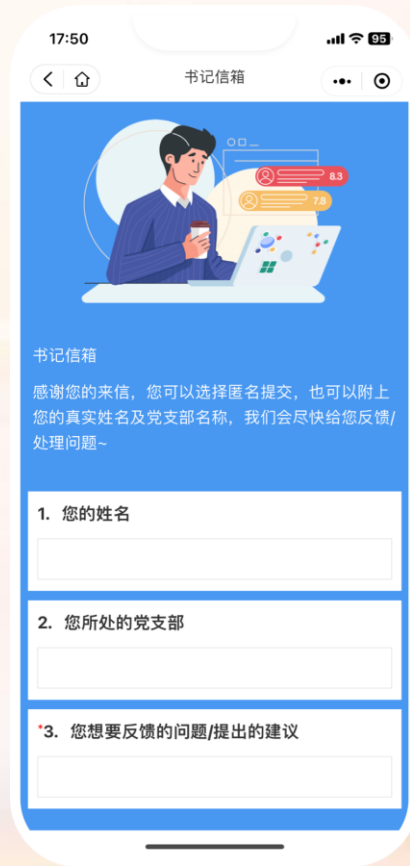 17:50
95
书记信箱
8.3
7.8
书记信箱
感谢您的来信，您可以选择匿名提交，也可以附上
您的真实姓名及党支部名称，我们会尽快给您反馈/
处理问题~
1. 您的姓名
2. 您所处的党支部
*3. 您想要反馈的问题/提出的建议